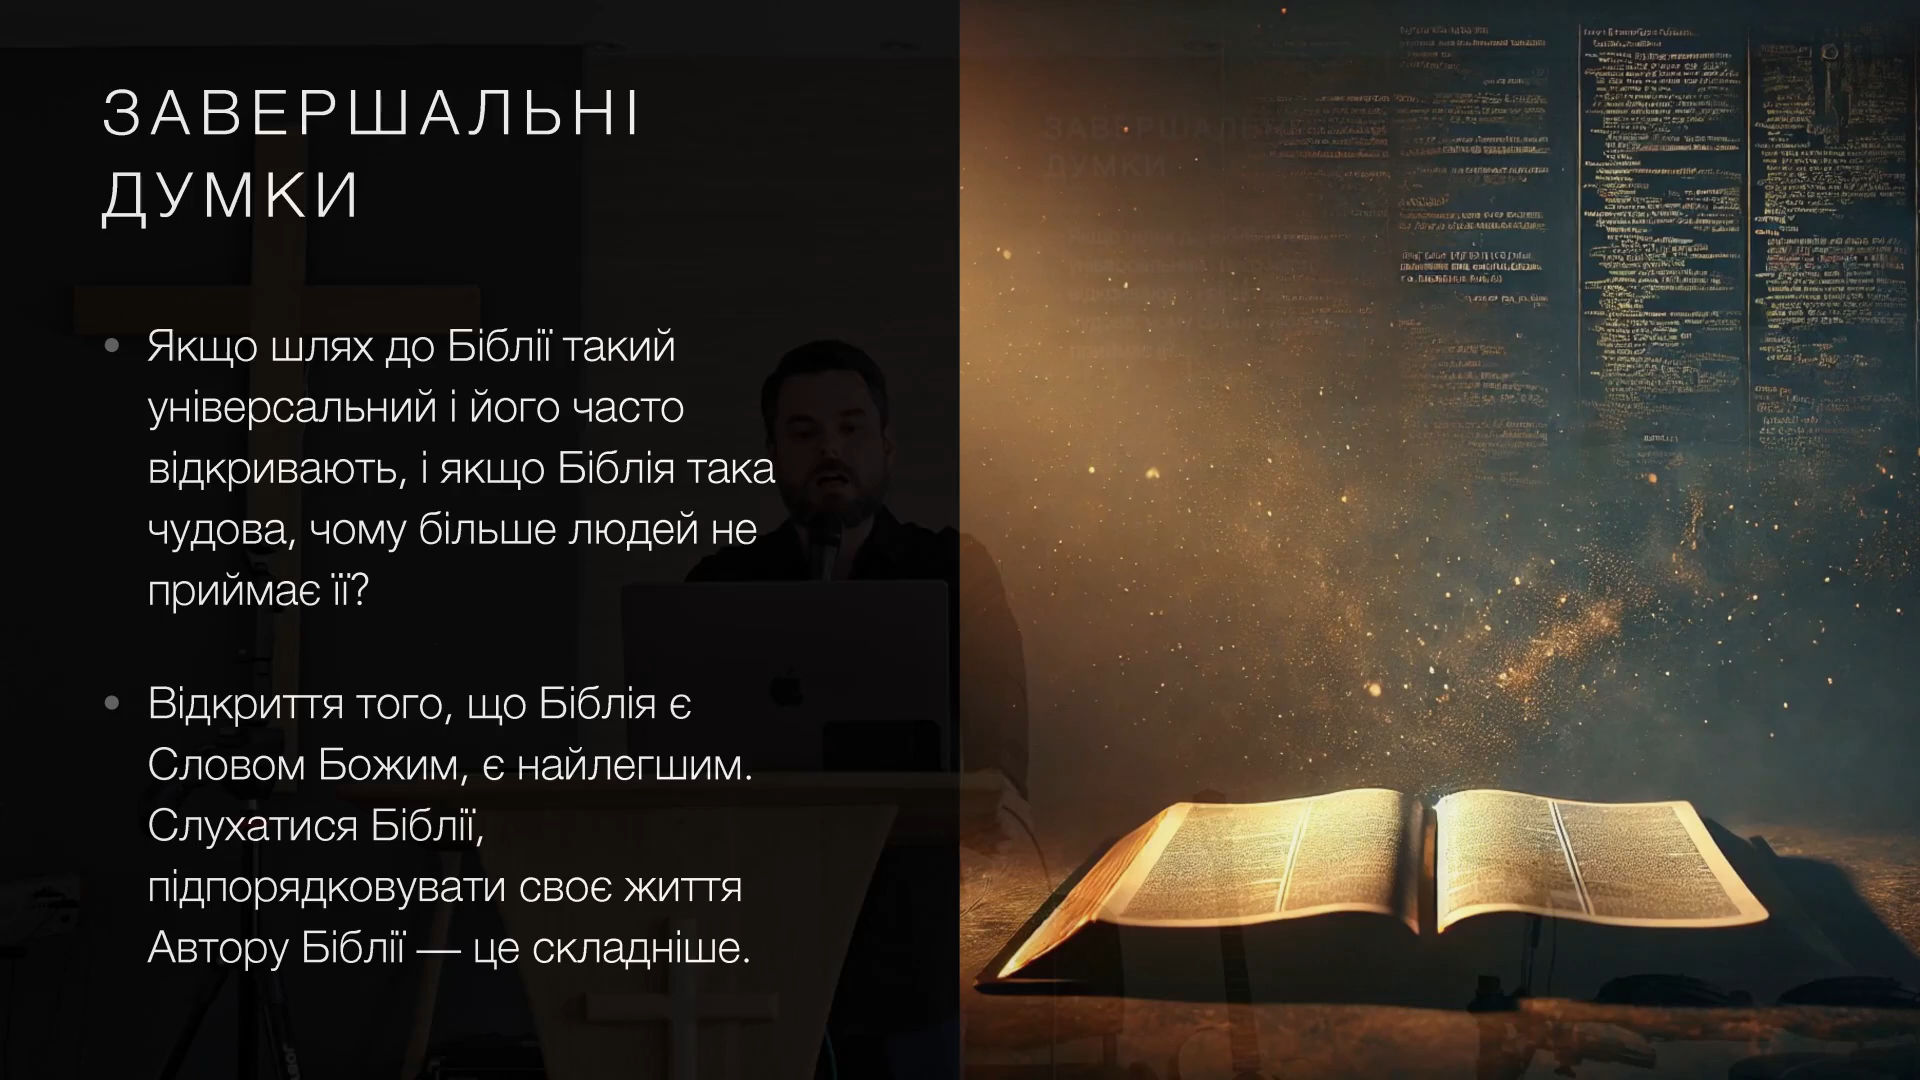 ЗАВЕРШАЛЬНІ
ДУМКИ
• Якщо шлях до Біблії такий
універсальний і його часто
відкривають, і якщо Біблія така
чудова, чому більше людей не
приймає її?
• Відкриття того, що Біблія є
Словом Божим, є найлегшим.
Слухатися Біблії,
підпорядковувати своє життя
Автору Біблії — це складніше.